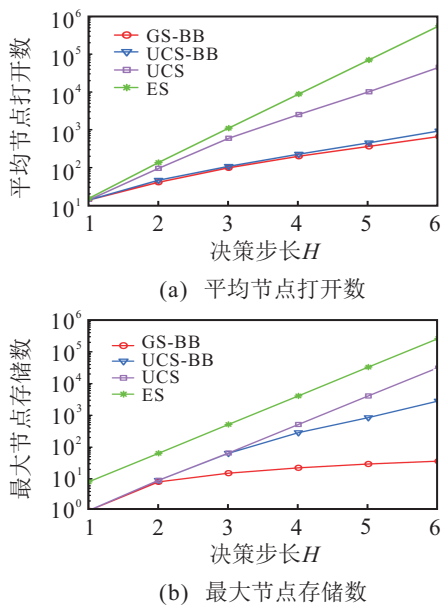 10^6
10^5
10^4
10^3
10^2
10^1
平均节点打开数
GS-BB
UCS-BB
UCS
ES
1 2 3 4 5 6
决策步长H
(a) 平均节点打开数
10^6
10^5
10^4
10^3
10^2
10^1
10^0
最大节点存储数
GS-BB
UCS-BB
UCS
ES
1 2 3 4 5 6
决策步长H
(b) 最大节点存储数